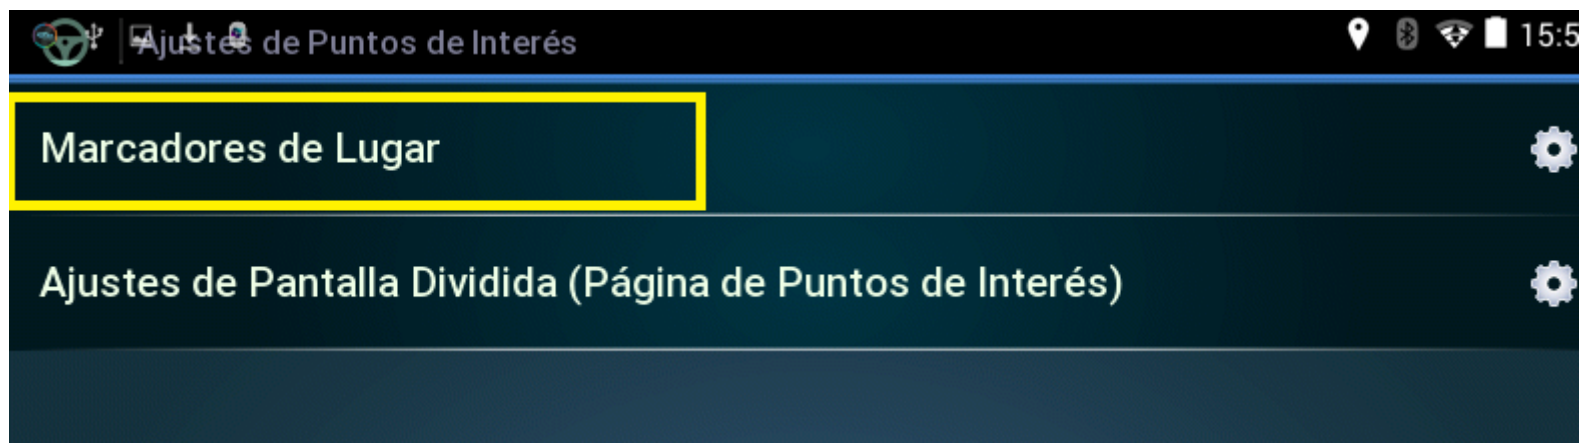 Ajustes de Puntos de Interés 15:5
Marcadores de Lugar
Ajustes de Pantalla Dividida (Página de Puntos de Interés)